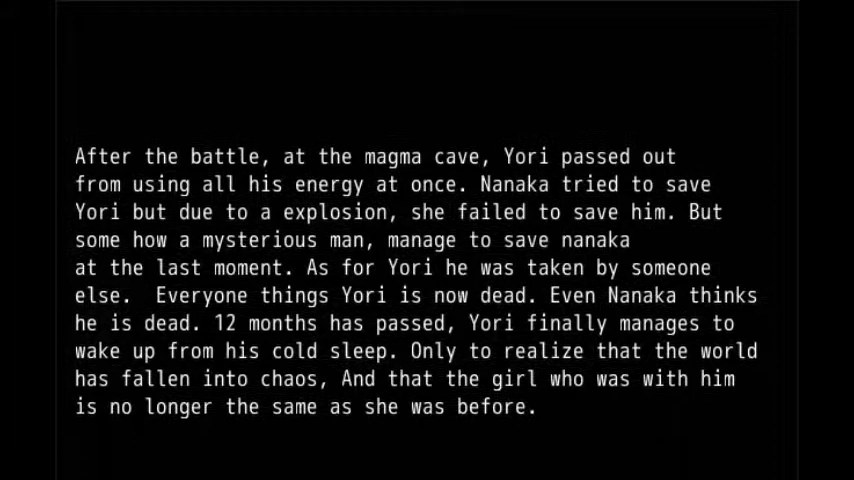 After the battle, at the magma cave, Yori passed out
from using all his energy at once. Nanaka tried to save
Yori but due to a explosion, she failed to save him. But
some how a mysterious man, manage to save nanaka
at the last moment. As for Yori he was taken by someone
else.  Everyone things Yori is now dead. Even Nanaka thinks
he is dead. 12 months has passed, Yori finally manages to
wake up from his cold sleep. Only to realize that the world
has fallen into chaos, And that the girl who was with him
is no longer the same as she was before.